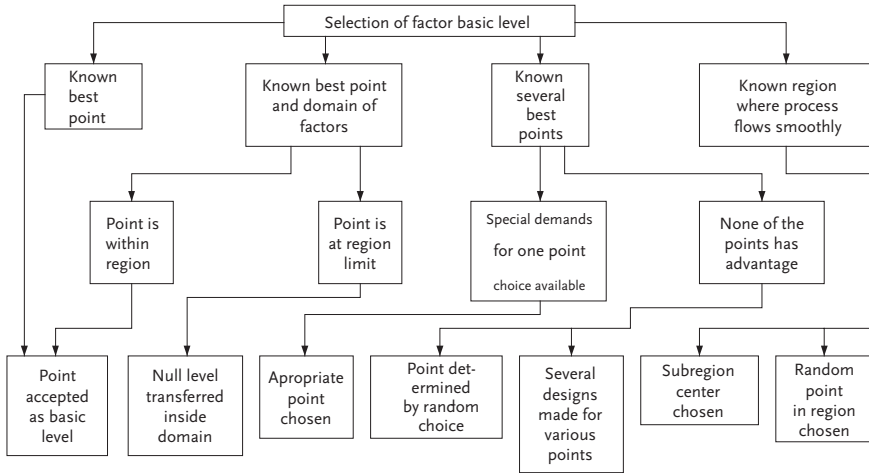 Selection of factor basic level
Known
best
point
Known best point
and domain of
factors
Known
several
best
points
Known region
where process
flows smoothly
Point is
within
region
Point is
at region
limit
Special demands
for one point
choice available
None of the
points has
advantage
Point
accepted
as basic
level
Null level
transferred
inside
domain
Apropriate
point
chosen
Point det-
ermined
by random
choice
Several
designs
made for
various
points
Subregion
center
chosen
Random
point
in region
chosen